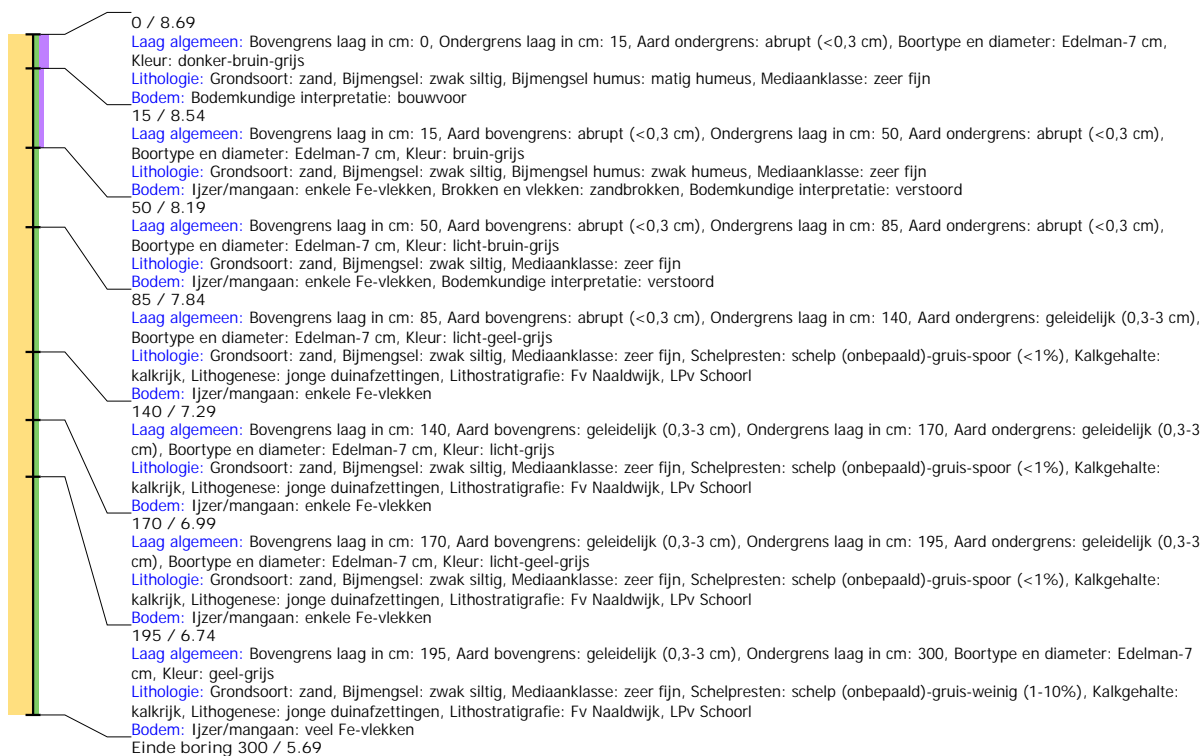 0 / 8.69
Laag algemeen: Bovengrens laag in cm: 0, Ondergrens laag in cm: 15, Aard ondergrens: abrupt (<0,3 cm), Boortype en diameter: Edelman-7 cm,
Kleur: donker-bruin-grijs
Lithologie: Grondsoort: zand, Bijmengsel: zwak siltig, Bijmengsel humus: matig humeus, Mediaanklasse: zeer fijn
Bodem: Bodemkundige interpretatie: bouwvoor
15 / 8.54
Laag algemeen: Bovengrens laag in cm: 15, Aard bovengrens: abrupt (<0,3 cm), Ondergrens laag in cm: 50, Aard ondergrens: abrupt (<0,3 cm),
Boortype en diameter: Edelman-7 cm, Kleur: bruin-grijs
Lithologie: Grondsoort: zand, Bijmengsel: zwak siltig, Bijmengsel humus: zwak humeus, Mediaanklasse: zeer fijn
Bodem: Ijzer/mangaan: enkele Fe-vlekken, Brokken en vlekken: zandbrokken, Bodemkundige interpretatie: verstoord
50 / 8.19
Laag algemeen: Bovengrens laag in cm: 50, Aard bovengrens: abrupt (<0,3 cm), Ondergrens laag in cm: 85, Aard ondergrens: abrupt (<0,3 cm),
Boortype en diameter: Edelman-7 cm, Kleur: licht-bruin-grijs
Lithologie: Grondsoort: zand, Bijmengsel: zwak siltig, Mediaanklasse: zeer fijn
Bodem: Ijzer/mangaan: enkele Fe-vlekken, Bodemkundige interpretatie: verstoord
85 / 7.84
Laag algemeen: Bovengrens laag in cm: 85, Aard bovengrens: abrupt (<0,3 cm), Ondergrens laag in cm: 140, Aard ondergrens: geleidelijk (0,3-3 cm),
Boortype en diameter: Edelman-7 cm, Kleur: licht-geel-grijs
Lithologie: Grondsoort: zand, Bijmengsel: zwak siltig, Mediaanklasse: zeer fijn, Schelpresten: schelp (onbepaald)-gruis-spoor (<1%), Kalkgehalte:
kalkrijk, Lithogenese: jonge duinafzettingen, Lithostratigrafie: Fv Naaldwijk, LPv Schoorl
Bodem: Ijzer/mangaan: enkele Fe-vlekken
140 / 7.29
Laag algemeen: Bovengrens laag in cm: 140, Aard bovengrens: geleidelijk (0,3-3 cm), Ondergrens laag in cm: 170, Aard ondergrens: geleidelijk (0,3-3
cm), Boortype en diameter: Edelman-7 cm, Kleur: licht-grijs
Lithologie: Grondsoort: zand, Bijmengsel: zwak siltig, Mediaanklasse: zeer fijn, Schelpresten: schelp (onbepaald)-gruis-spoor (<1%), Kalkgehalte:
kalkrijk, Lithogenese: jonge duinafzettingen, Lithostratigrafie: Fv Naaldwijk, LPv Schoorl
Bodem: Ijzer/mangaan: enkele Fe-vlekken
170 / 6.99
Laag algemeen: Bovengrens laag in cm: 170, Aard bovengrens: geleidelijk (0,3-3 cm), Ondergrens laag in cm: 195, Aard ondergrens: geleidelijk (0,3-3
cm), Boortype en diameter: Edelman-7 cm, Kleur: licht-geel-grijs
Lithologie: Grondsoort: zand, Bijmengsel: zwak siltig, Mediaanklasse: zeer fijn, Schelpresten: schelp (onbepaald)-gruis-spoor (<1%), Kalkgehalte:
kalkrijk, Lithogenese: jonge duinafzettingen, Lithostratigrafie: Fv Naaldwijk, LPv Schoorl
Bodem: Ijzer/mangaan: enkele Fe-vlekken
195 / 6.74
Laag algemeen: Bovengrens laag in cm: 195, Aard bovengrens: geleidelijk (0,3-3 cm), Ondergrens laag in cm: 300, Boortype en diameter: Edelman-7
cm, Kleur: geel-grijs
Lithologie: Grondsoort: zand, Bijmengsel: zwak siltig, Mediaanklasse: zeer fijn, Schelpresten: schelp (onbepaald)-gruis-weinig (1-10%), Kalkgehalte:
kalkrijk, Lithogenese: jonge duinafzettingen, Lithostratigrafie: Fv Naaldwijk, LPv Schoorl
Bodem: Ijzer/mangaan: veel Fe-vlekken
Einde boring 300 / 5.69